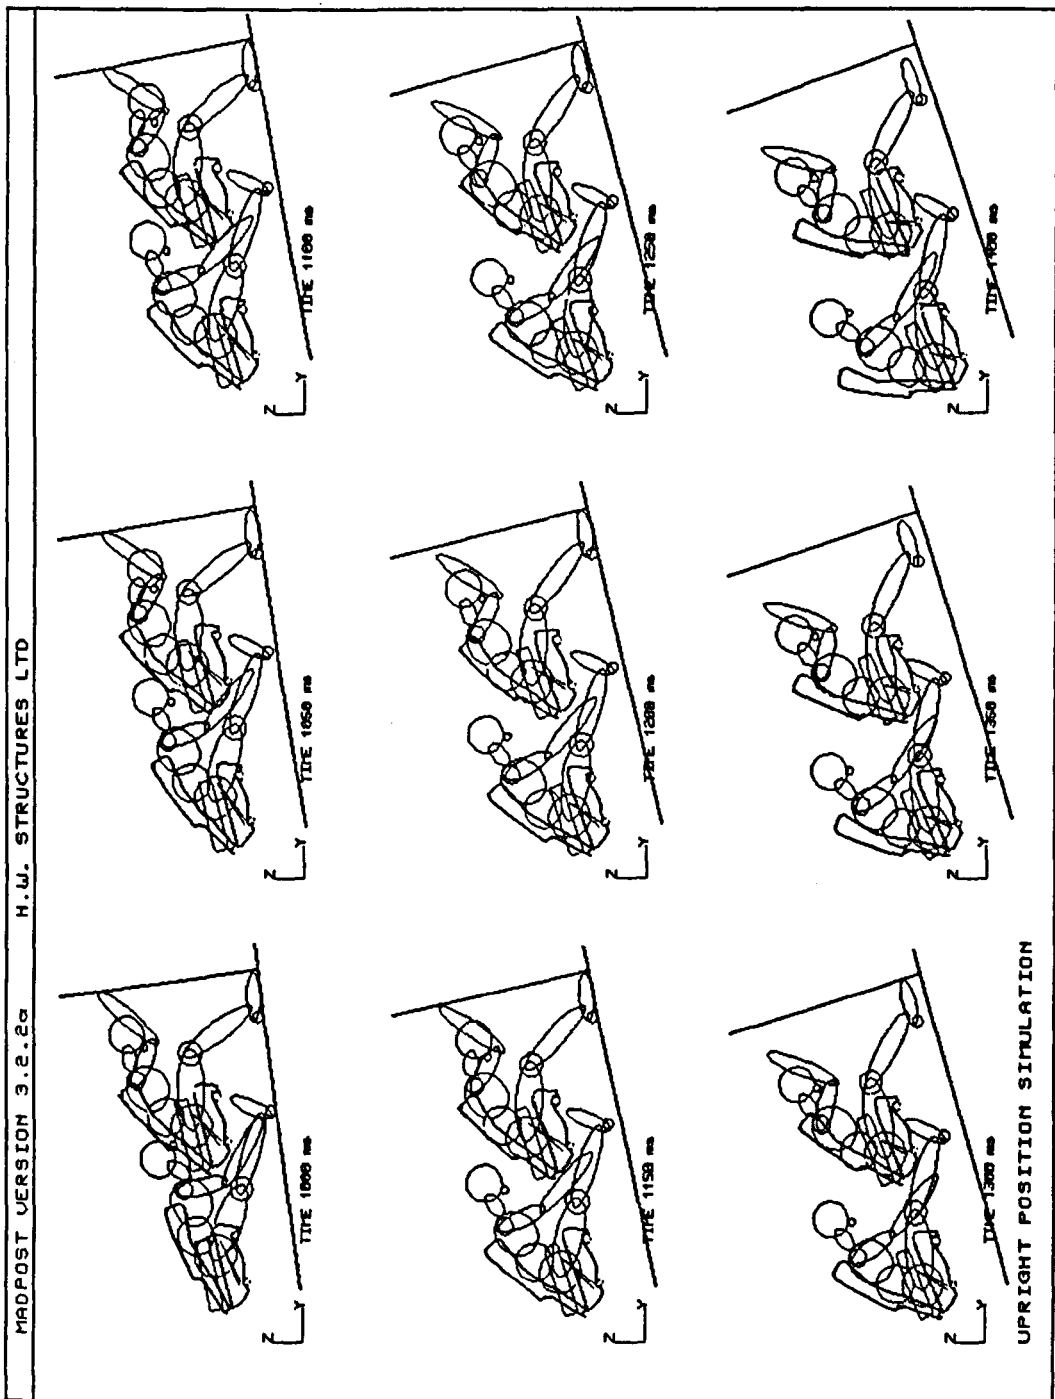 MADPOST VERSION 3.2.2α H.W. STRUCTURES LTD
Z
Y
TIME 1000 ms
Z
Y
TIME 1050 ms
Z
Y
TIME 1100 ms
Z
Y
TIME 1150 ms
Z
Y
TIME 1200 ms
Z
Y
TIME 1250 ms
Z
Y
TIME 1300 ms
Z
Y
TIME 1350 ms
Z
Y
TIME 1400 ms
UPRIGHT POSITION SIMULATION